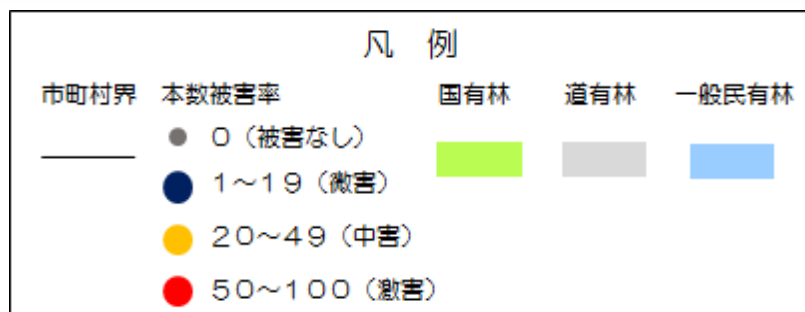 凡 例
市町村界 本数被害率 国有林 道有林 一般民有林
０（被害なし）
１～１９（微害）
２０～４９（中害）
５０～１００（激害）